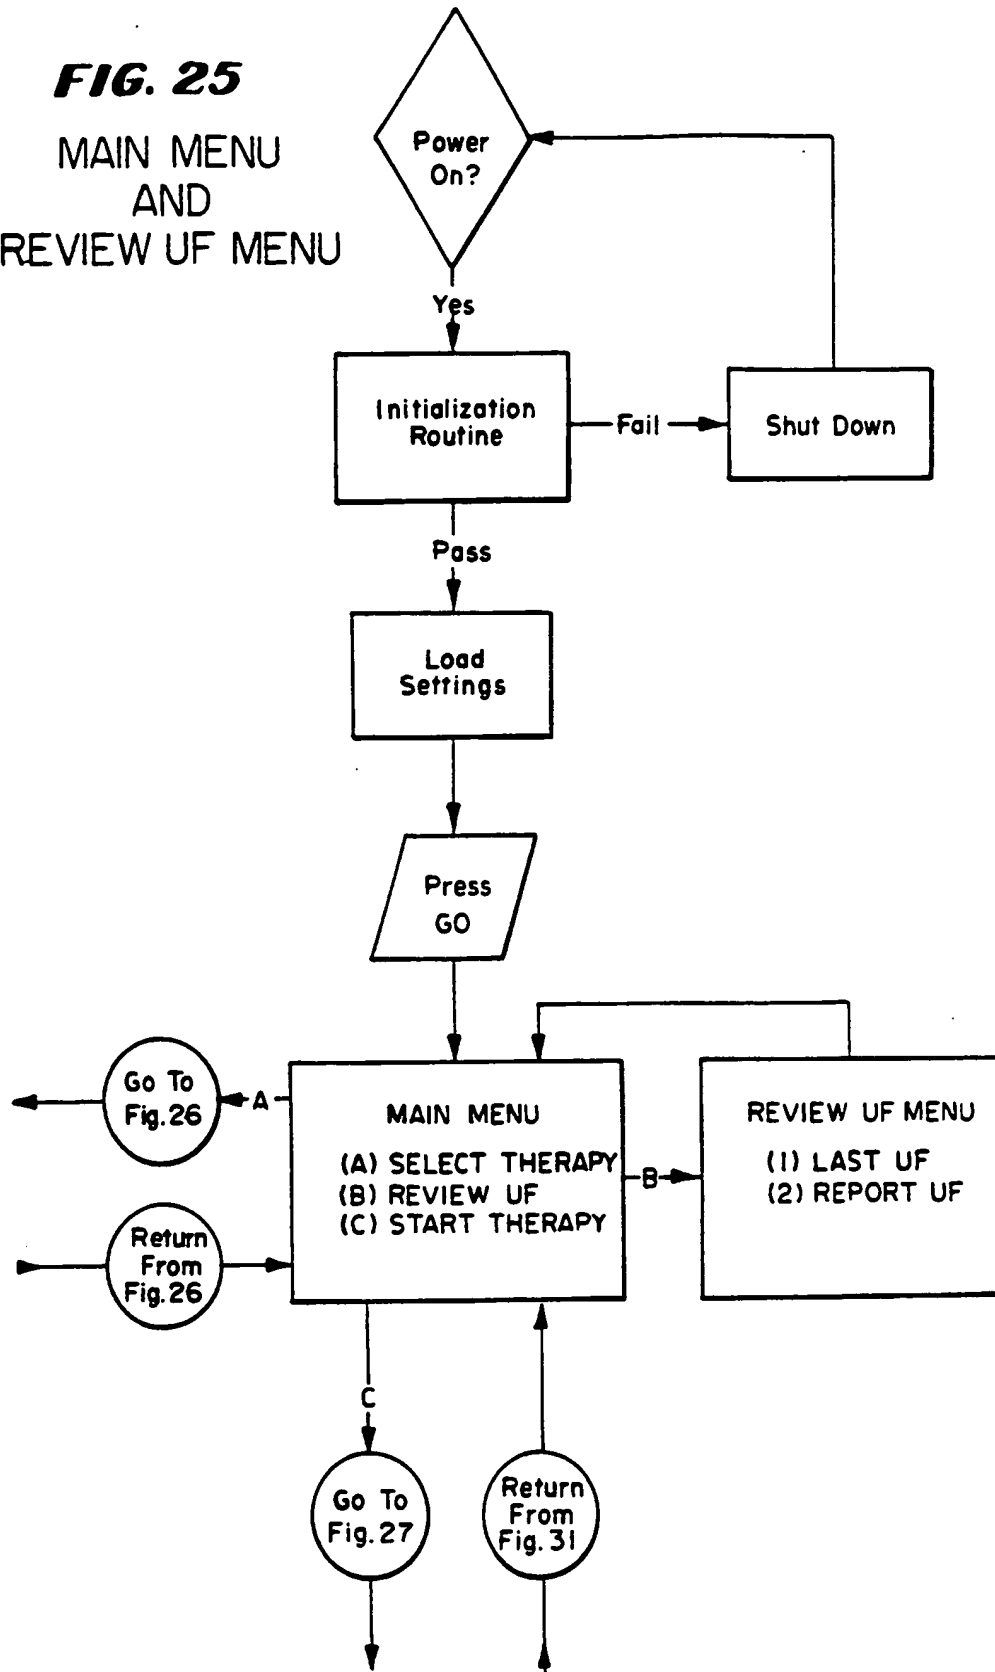 FIG. 25
MAIN MENU
AND
REVIEW UF MENU
Power
On?
Yes
Initialization
Routine
Fail
Shut Down
Pass
Load
Settings
Press
GO
Go To
Fig. 26
A
MAIN MENU
(A) SELECT THERAPY
(B) REVIEW UF
(C) START THERAPY
B
REVIEW UF MENU
(1) LAST UF
(2) REPORT UF
Return
From
Fig. 26
C
Go To
Fig. 27
Return
From
Fig. 31